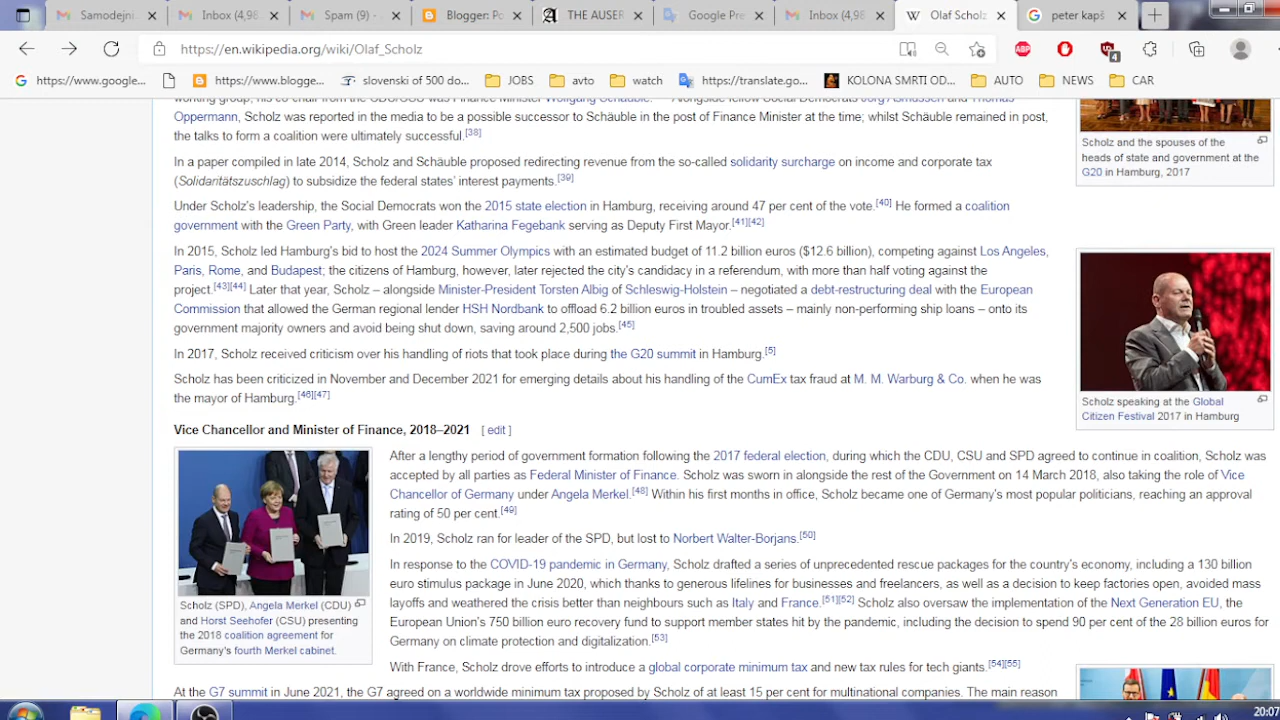 Samodejni
Inbox (4,98
Spam (9) -
Blogger: Po
THE AUSER
Google Pre
Inbox (4,98
Olaf Scholz
peter kapš
https://en.wikipedia.org/wiki/Olaf_Scholz
https://www.google...
https://www.blogge...
slovenski of 500 do...
JOBS
avto
watch
https://translate.go...
KOLONA SMRTI OD...
AUTO
NEWS
CAR
working group; his co-chair from the CDU/CSU was Finance Minister Wolfgang Schäuble. Alongside fellow Social Democrats Jörg Asmussen and Thomas
Oppermann, Scholz was reported in the media to be a possible successor to Schäuble in the post of Finance Minister at the time; whilst Schäuble remained in post,
the talks to form a coalition were ultimately successful.[38]
In a paper compiled in late 2014, Scholz and Schäuble proposed redirecting revenue from the so-called solidarity surcharge on income and corporate tax
(Solidaritätszuschlag) to subsidize the federal states' interest payments.[39]
Under Scholz's leadership, the Social Democrats won the 2015 state election in Hamburg, receiving around 47 per cent of the vote.[40] He formed a coalition
government with the Green Party, with Green leader Katharina Fegebank serving as Deputy First Mayor.[41][42]
In 2015, Scholz led Hamburg's bid to host the 2024 Summer Olympics with an estimated budget of 11.2 billion euros ($12.6 billion), competing against Los Angeles,
Paris, Rome, and Budapest; the citizens of Hamburg, however, later rejected the city's candidacy in a referendum, with more than half voting against the
project.[43][44] Later that year, Scholz – alongside Minister-President Torsten Albig of Schleswig-Holstein – negotiated a debt-restructuring deal with the European
Commission that allowed the German regional lender HSH Nordbank to offload 6.2 billion euros in troubled assets – mainly non-performing ship loans – onto its
government majority owners and avoid being shut down, saving around 2,500 jobs.[45]
In 2017, Scholz received criticism over his handling of riots that took place during the G20 summit in Hamburg.[5]
Scholz has been criticized in November and December 2021 for emerging details about his handling of the CumEx tax fraud at M. M. Warburg & Co. when he was
the mayor of Hamburg.[46][47]
Scholz and the spouses of the
heads of state and government at the
G20 in Hamburg, 2017
Scholz speaking at the Global
Citizen Festival 2017 in Hamburg
Vice Chancellor and Minister of Finance, 2018–2021 [ edit ]
Scholz (SPD), Angela Merkel (CDU)
and Horst Seehofer (CSU) presenting
the 2018 coalition agreement for
Germany's fourth Merkel cabinet.
After a lengthy period of government formation following the 2017 federal election, during which the CDU, CSU and SPD agreed to continue in coalition, Scholz was
accepted by all parties as Federal Minister of Finance. Scholz was sworn in alongside the rest of the Government on 14 March 2018, also taking the role of Vice
Chancellor of Germany under Angela Merkel.[48] Within his first months in office, Scholz became one of Germany's most popular politicians, reaching an approval
rating of 50 per cent.[49]
In 2019, Scholz ran for leader of the SPD, but lost to Norbert Walter-Borjans.[50]
In response to the COVID-19 pandemic in Germany, Scholz drafted a series of unprecedented rescue packages for the country's economy, including a 130 billion
euro stimulus package in June 2020, which thanks to generous lifelines for businesses and freelancers, as well as a decision to keep factories open, avoided mass
layoffs and weathered the crisis better than neighbours such as Italy and France.[51][52] Scholz also oversaw the implementation of the Next Generation EU, the
European Union's 750 billion euro recovery fund to support member states hit by the pandemic, including the decision to spend 90 per cent of the 28 billion euros for
Germany on climate protection and digitalization.[53]
With France, Scholz drove efforts to introduce a global corporate minimum tax and new tax rules for tech giants.[54][55]
At the G7 summit in June 2021, the G7 agreed on a worldwide minimum tax proposed by Scholz of at least 15 per cent for multinational companies. The main reason
20:07